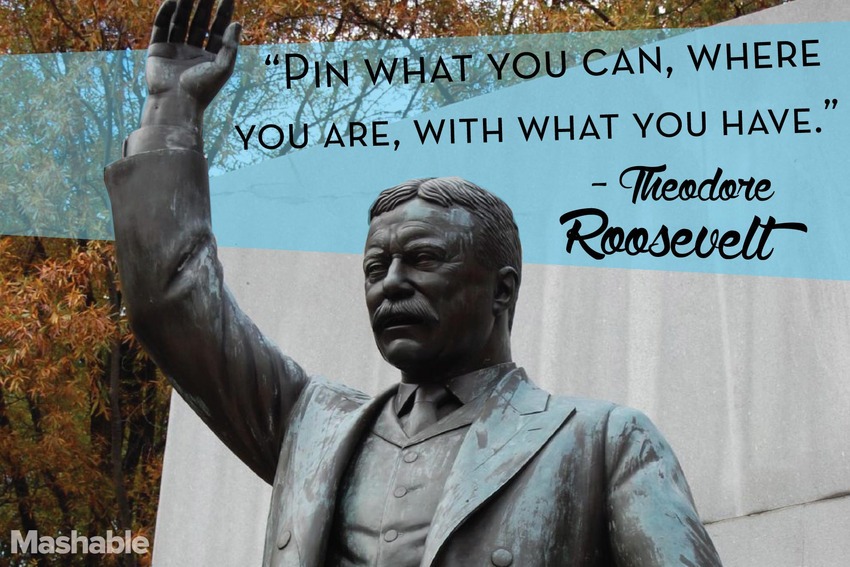 “Pin what you can, where
you are, with what you have.”
- Theodore
Roosevelt
Mashable